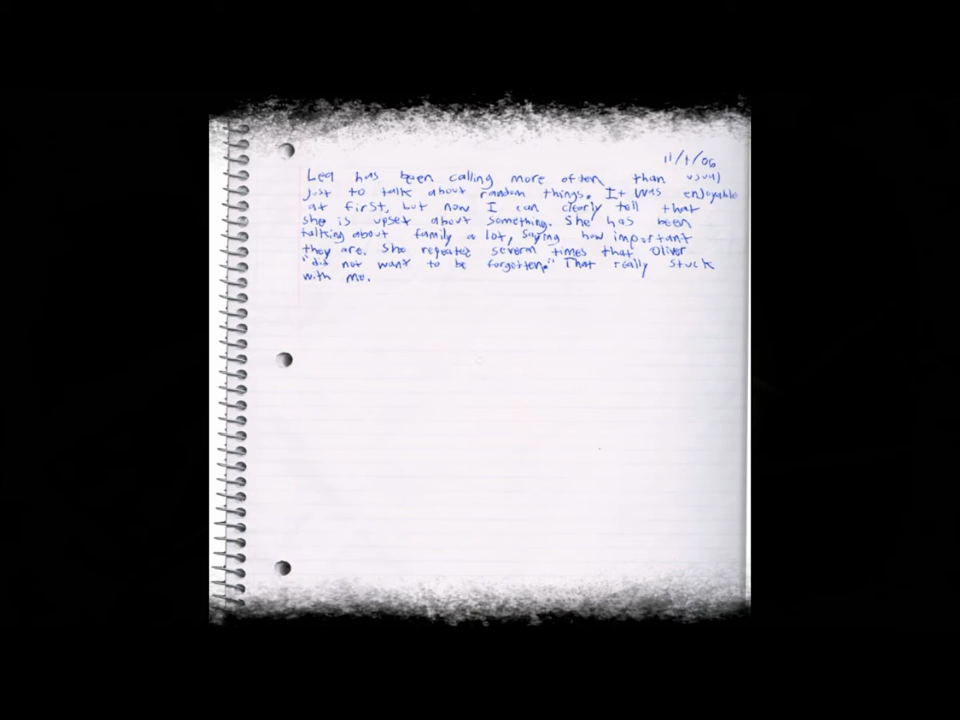 11/1/06
Lea has been calling more often than usual
just to talk about random things. It was enjoyable
at first, but now I can clearly tell that
she is upset about something. She has been
talking about family a lot, saying how important
they are. She repeated several times that Oliver
"did not want to be forgotten." That really stuck
with me.